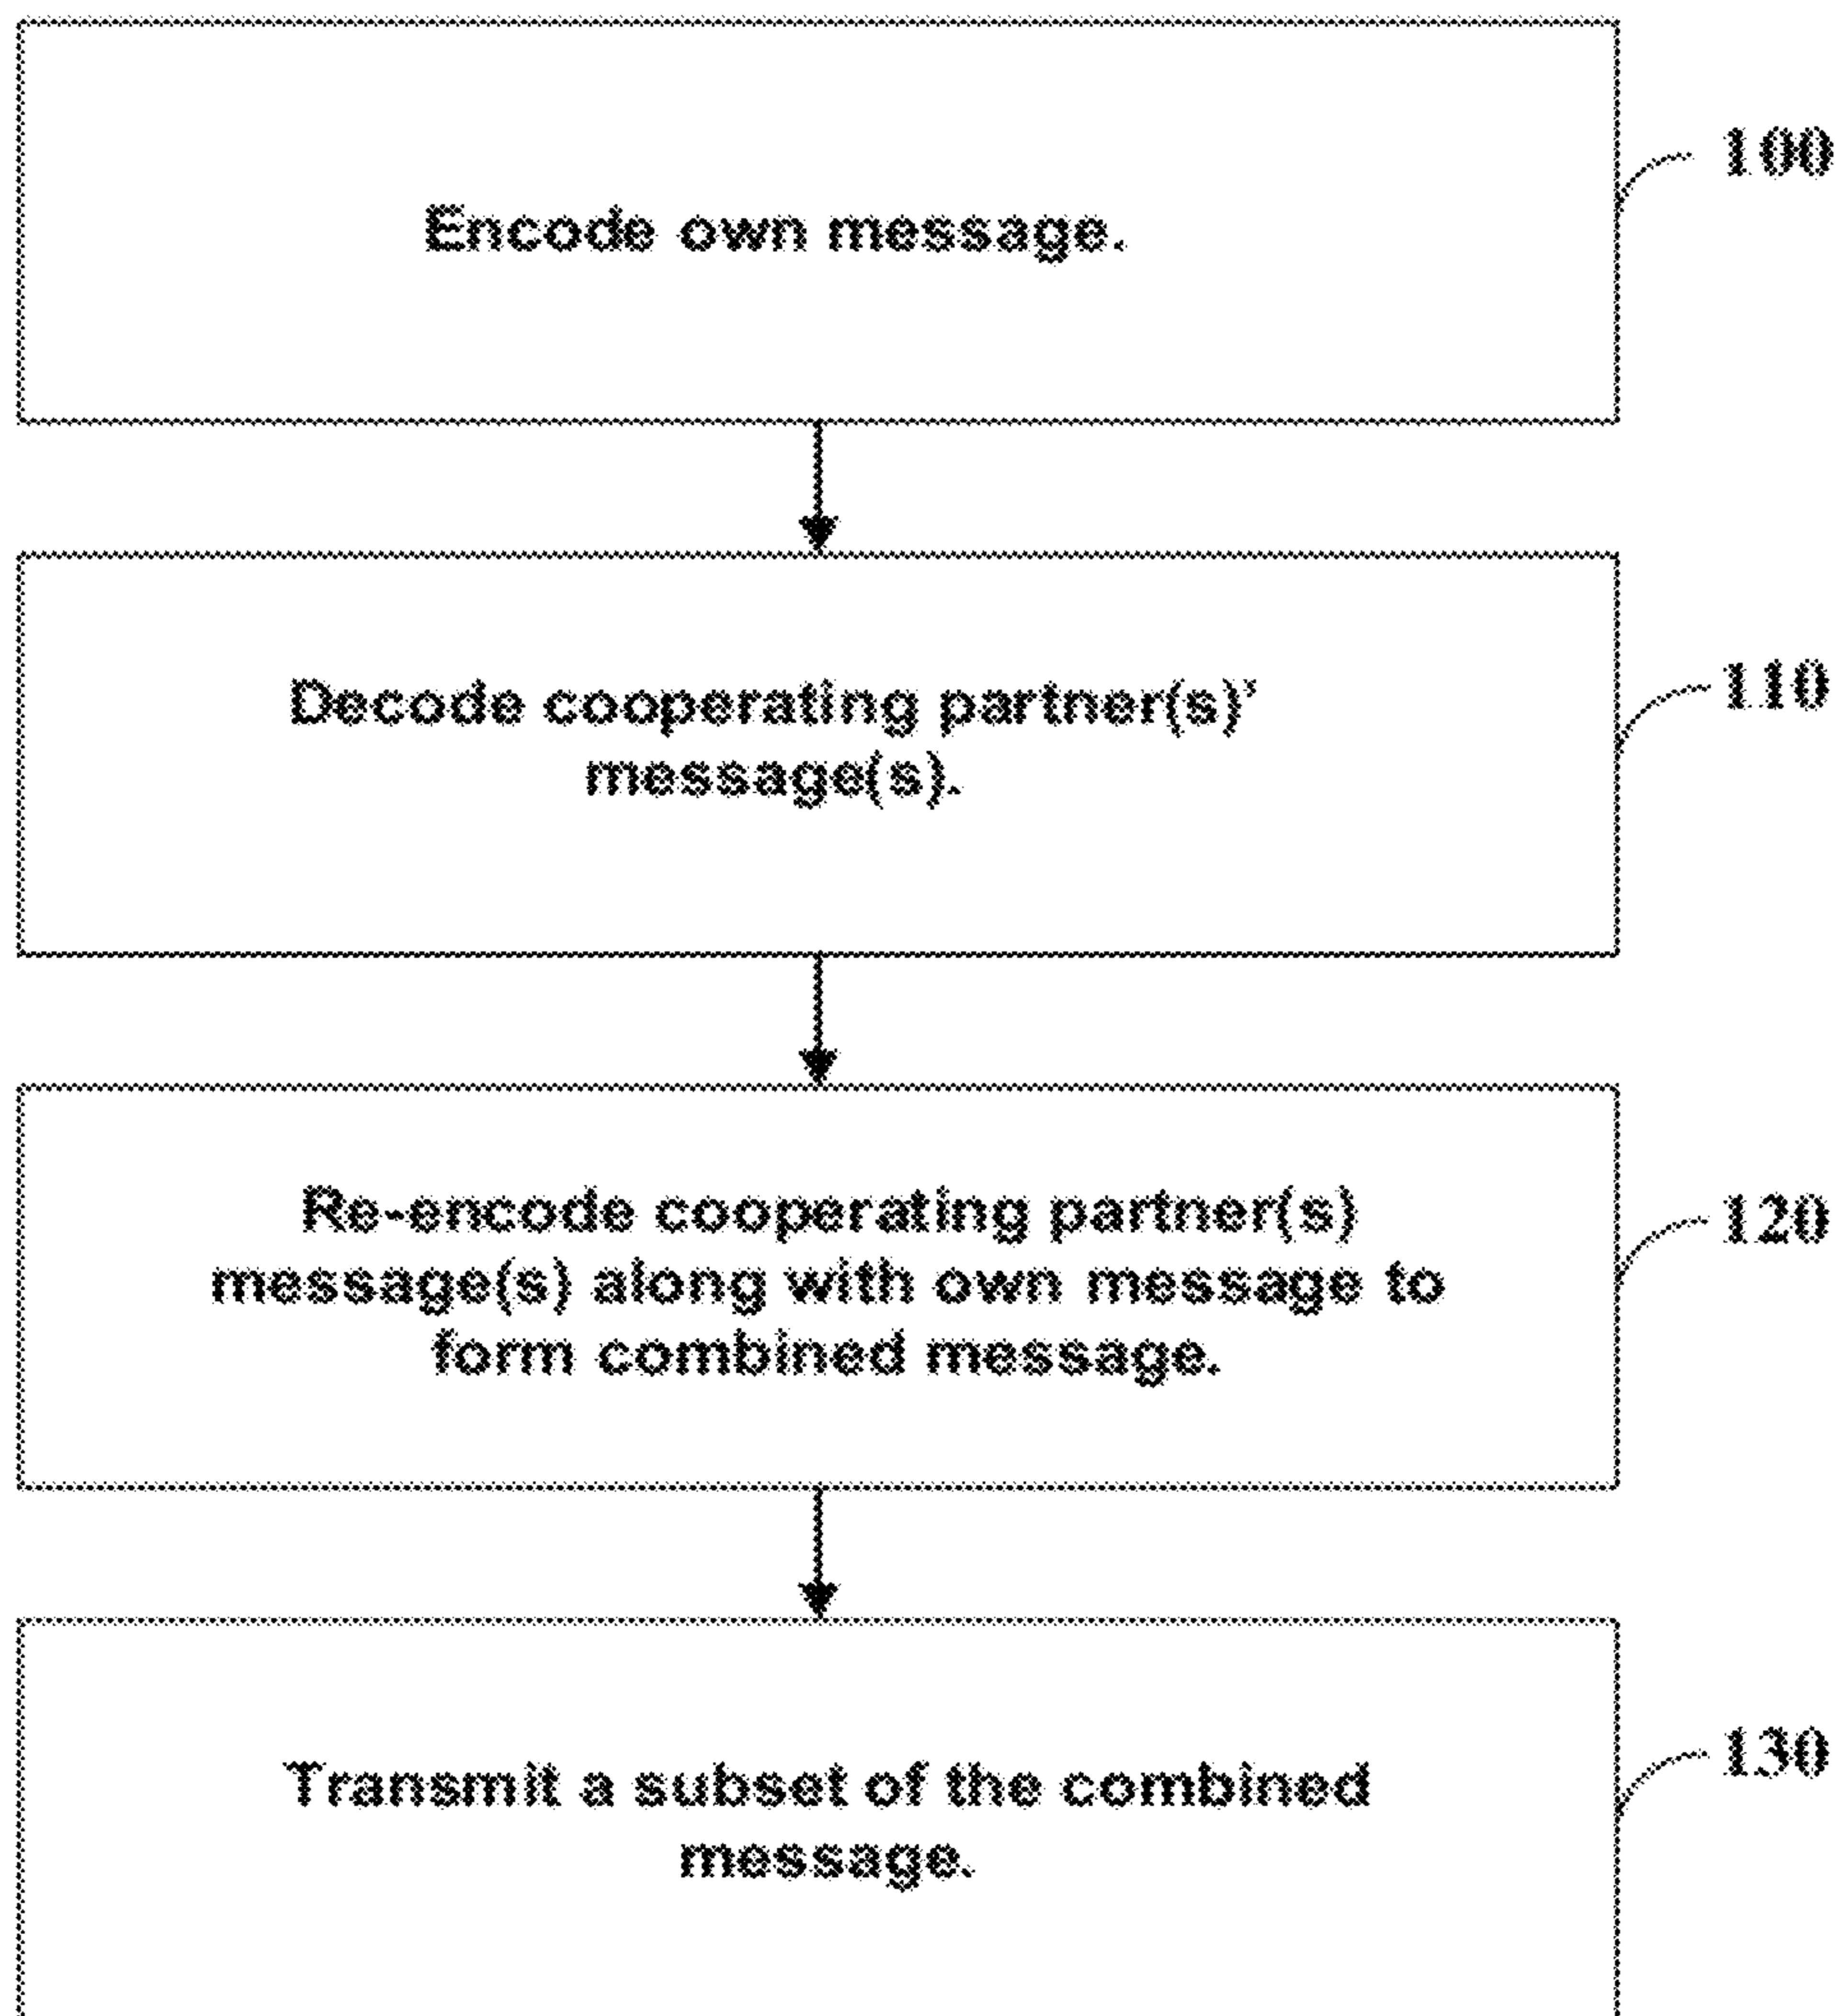 Encode own message.
100
Decode cooperating partner(s)'
message(s).
110
Re-encode cooperating partner(s)
message(s) along with own message to
form combined message.
120
Transmit a subset of the combined
message.
130